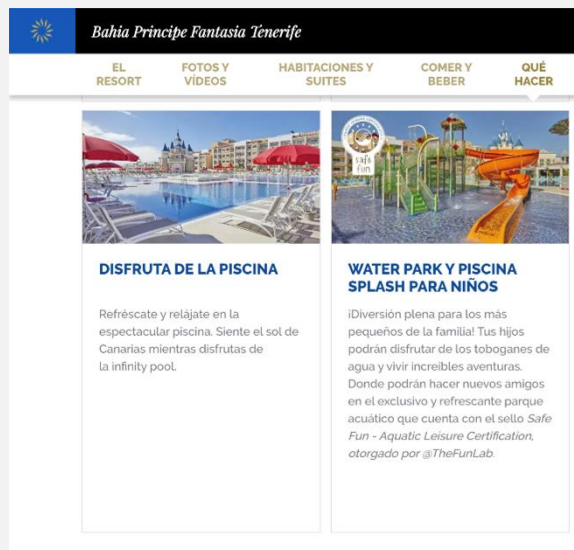 Bahia Principe Fantasia Tenerife
EL
RESORT
FOTOS Y
VÍDEOS
HABITACIONES Y
SUITES
COMER Y
BEBER
QUÉ
HACER
DISFRUTA DE LA PISCINA
Refréscate y relájate en la
espectacular piscina. Siente el sol de
Canarias mientras disfrutas de
la infinity pool.
safe
fun
WATER PARK Y PISCINA
SPLASH PARA NIÑOS
¡Diversión plena para los más
pequeños de la familia! Tus hijos
podrán disfrutar de los toboganes de
agua y vivir increíbles aventuras.
Donde podrán hacer nuevos amigos
en el exclusivo y refrescante parque
acuático que cuenta con el sello Safe
Fun - Aquatic Leisure Certification,
otorgado por @TheFunLab.